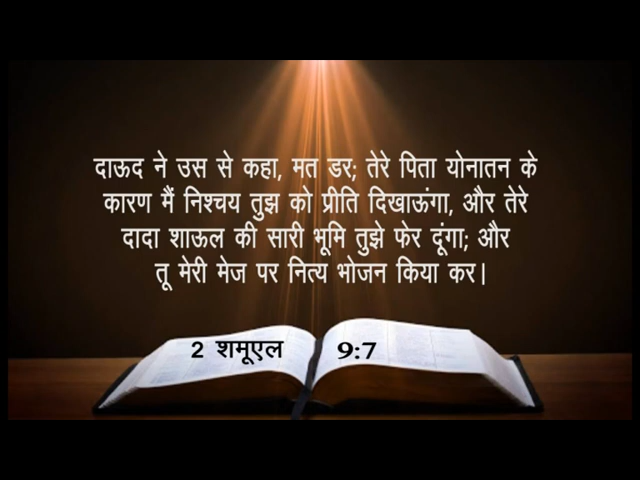 दाऊद ने उस से कहा, मत डर; तेरे पिता योनातन के
कारण मैं निश्चय तुझ को प्रीति दिखाऊंगा, और तेरे
दादा शाऊल की सारी भूमि तुझे फेर दूंगा; और
तू मेरी मेज पर नित्य भोजन किया कर।
2 शमूएल 9:7